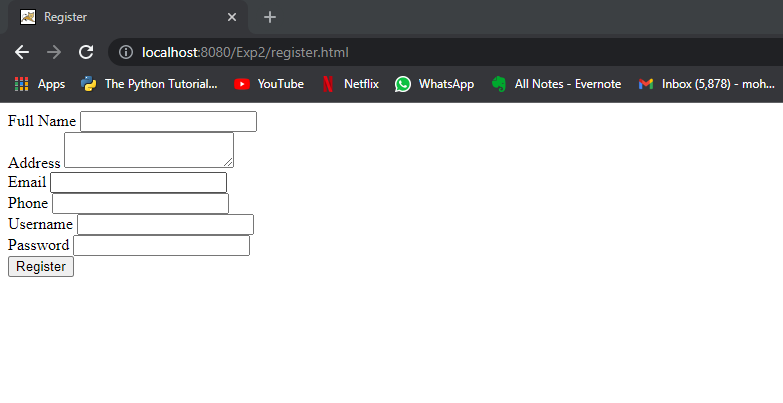 Register
localhost:8080/Exp2/register.html
Apps The Python Tutorial... YouTube Netflix WhatsApp All Notes - Evernote Inbox (5,878) - moh...
Full Name
Address
Email
Phone
Username
Password
Register